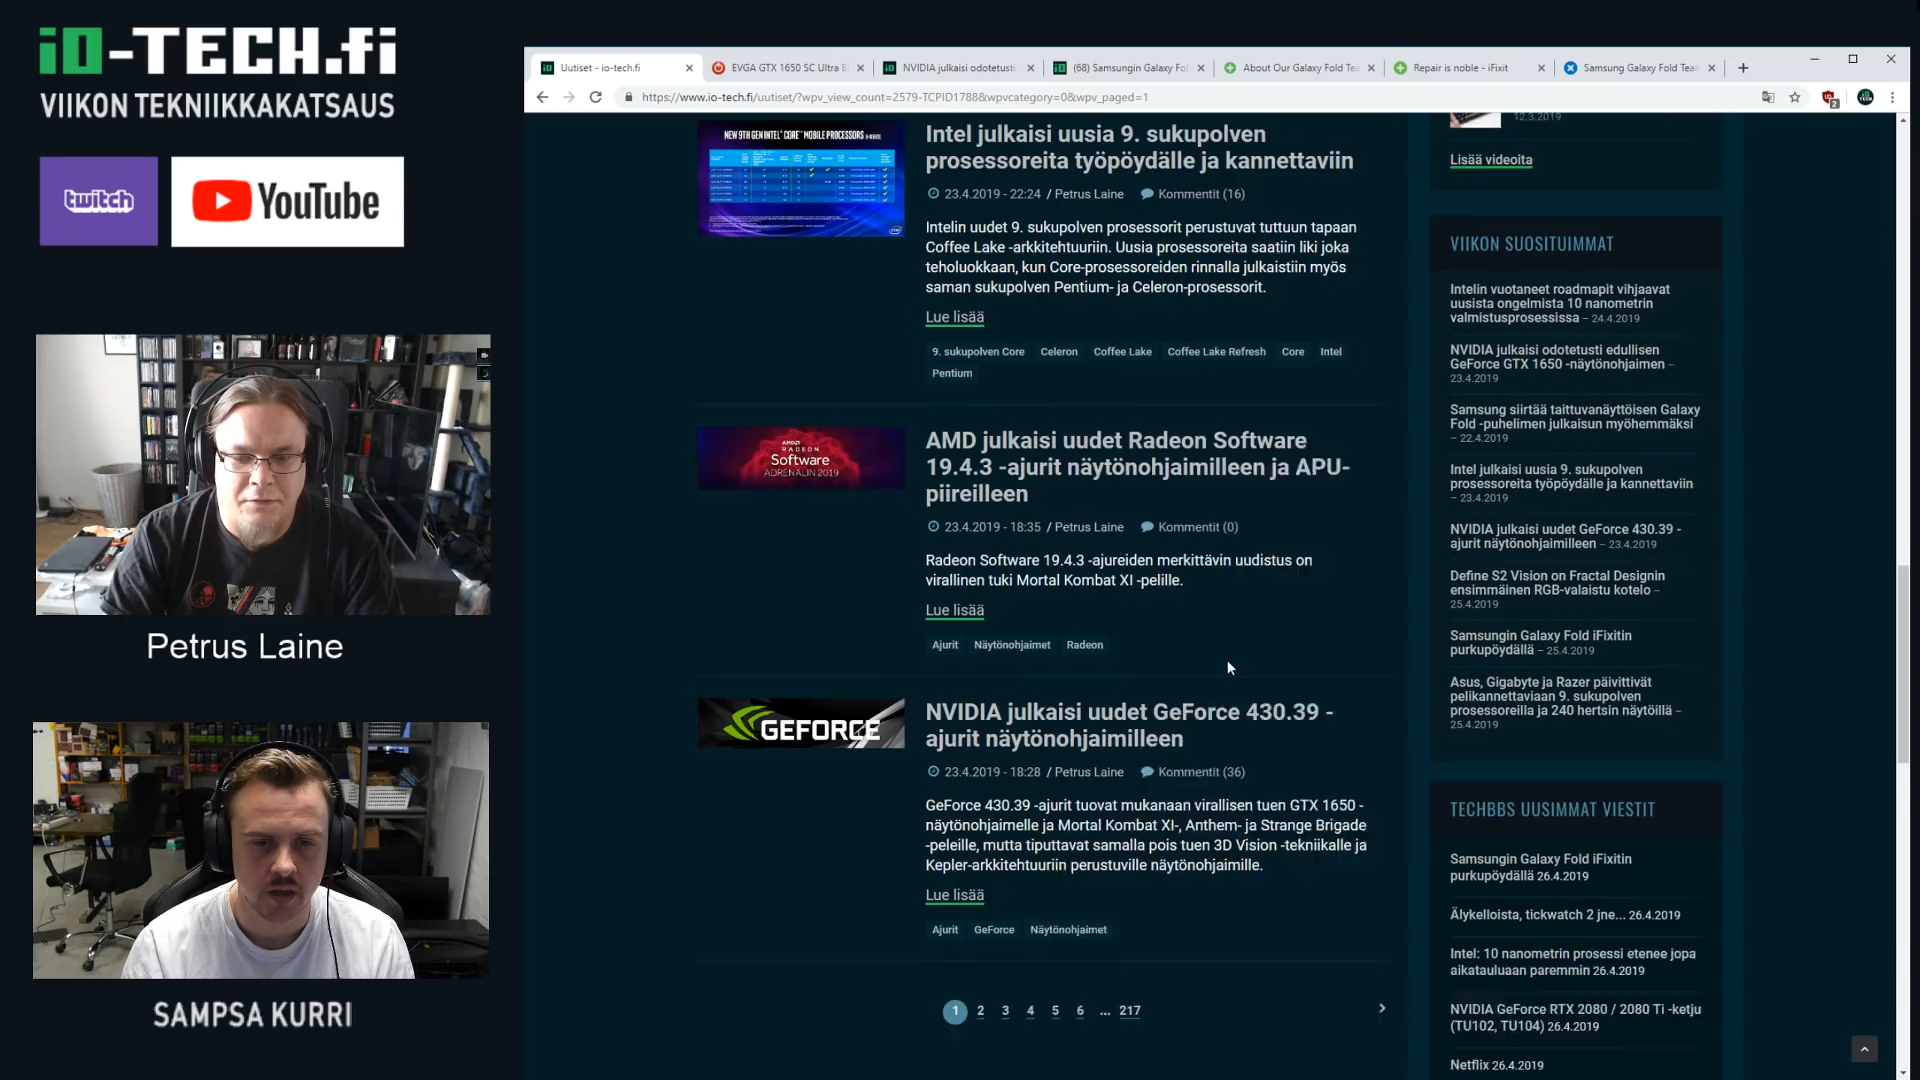 iO-TECH.fi
VIIKON TEKNIIKKAKATSAUS
twitch
YouTube
Petrus Laine
SAMPSA KURRI
Uutiset - io-tech.fi
EVGA GTX 1650 SC Ultra B
NVIDIA julkaisi odotetusti
(68) Samsungin Galaxy Fo
About Our Galaxy Fold Te
Repair is noble - iFixit
Samsung Galaxy Fold Tear
https://www.io-tech.fi/uutiset/?wpv_view_count=2579-TCPID1788&wpvcategory=0&wpv_paged=1
2
NEW 9TH GEN INTEL® CORE™ MOBILE PROCESSORS
Intel julkaisi uusia 9. sukupolven
prosessoreita työpöydälle ja kannettaviin
23.4.2019 - 22:24 / Petrus Laine Kommentit (16)
Intelin uudet 9. sukupolven prosessorit perustuvat tuttuun tapaan
Coffee Lake -arkkitehtuuriin. Uusia prosessoreita saatiin liki joka
teholuokkaan, kun Core-prosessoreiden rinnalla julkaistiin myös
saman sukupolven Pentium- ja Celeron-prosessorit.
Lue lisää
9. sukupolven Core Celeron Coffee Lake Coffee Lake Refresh Core Intel
Pentium
AMD
RADEON
Software
ADRENALIN 2019
AMD julkaisi uudet Radeon Software
19.4.3 -ajurit näytönohjaimilleen ja APU-
piireilleen
23.4.2019 - 18:35 / Petrus Laine Kommentit (0)
Radeon Software 19.4.3 -ajureiden merkittävin uudistus on
virallinen tuki Mortal Kombat XI -pelille.
Lue lisää
Ajurit Näytönohjaimet Radeon
GEFORCE
NVIDIA julkaisi uudet GeForce 430.39 -
ajurit näytönohjaimilleen
23.4.2019 - 18:28 / Petrus Laine Kommentit (36)
GeForce 430.39 -ajurit tuovat mukanaan virallisen tuen GTX 1650 -
näytönohjaimelle ja Mortal Kombat XI-, Anthem- ja Strange Brigade
-peleille, mutta tiputtavat samalla pois tuen 3D Vision -tekniikalle ja
Kepler-arkkitehtuuriin perustuville näytönohjaimille.
Lue lisää
Ajurit GeForce Näytönohjaimet
1 2 3 4 5 6 ... 217
12.3.2019
Lisää videoita
VIIKON SUOSITUIMMAT
Intelin vuotaneet roadmapit vihjaavat
uusista ongelmista 10 nanometrin
valmistusprosessissa – 24.4.2019
NVIDIA julkaisi odotetusti edullisen
GeForce GTX 1650 -näytönohjaimen –
23.4.2019
Samsung siirtää taittuvanäyttöisen Galaxy
Fold -puhelimen julkaisun myöhemmäksi
– 22.4.2019
Intel julkaisi uusia 9. sukupolven
prosessoreita työpöydälle ja kannettaviin
– 23.4.2019
NVIDIA julkaisi uudet GeForce 430.39 -
ajurit näytönohjaimilleen – 23.4.2019
Define S2 Vision on Fractal Designin
ensimmäinen RGB-valaistu kotelo –
25.4.2019
Samsungin Galaxy Fold iFixitin
purkupöydällä – 25.4.2019
Asus, Gigabyte ja Razer päivittivät
pelikannettaviaan 9. sukupolven
prosessoreilla ja 240 hertsin näytöillä –
25.4.2019
TECHBBS UUSIMMAT VIESTIT
Samsungin Galaxy Fold iFixitin
purkupöydällä 26.4.2019
Älykelloista, tickwatch 2 jne... 26.4.2019
Intel: 10 nanometrin prosessi etenee jopa
aikatauluaan paremmin 26.4.2019
NVIDIA GeForce RTX 2080 / 2080 Ti -ketju
(TU102, TU104) 26.4.2019
Netflix 26.4.2019